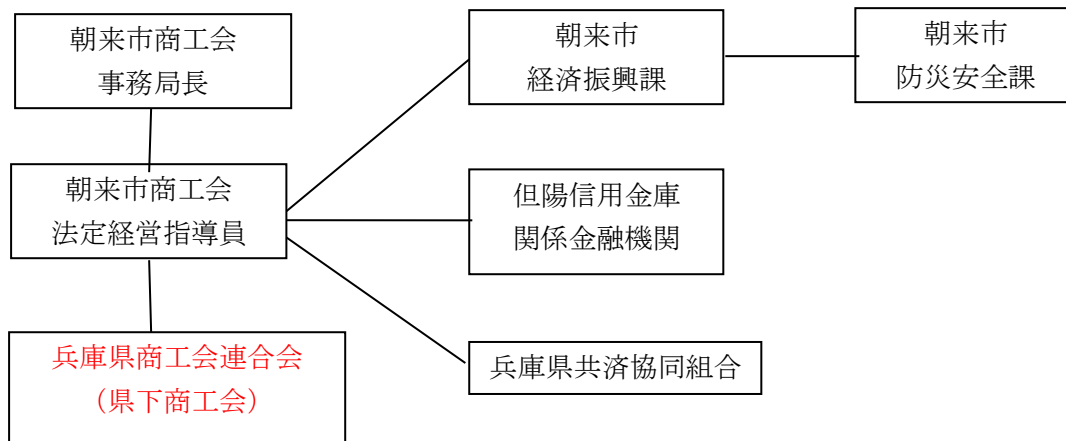 朝来市商工会
事務局長
朝来市
経済振興課
朝来市
防災安全課
朝来市商工会
法定経営指導員
但陽信用金庫
関係金融機関
兵庫県商工会連合会
（県下商工会）
兵庫県共済協同組合